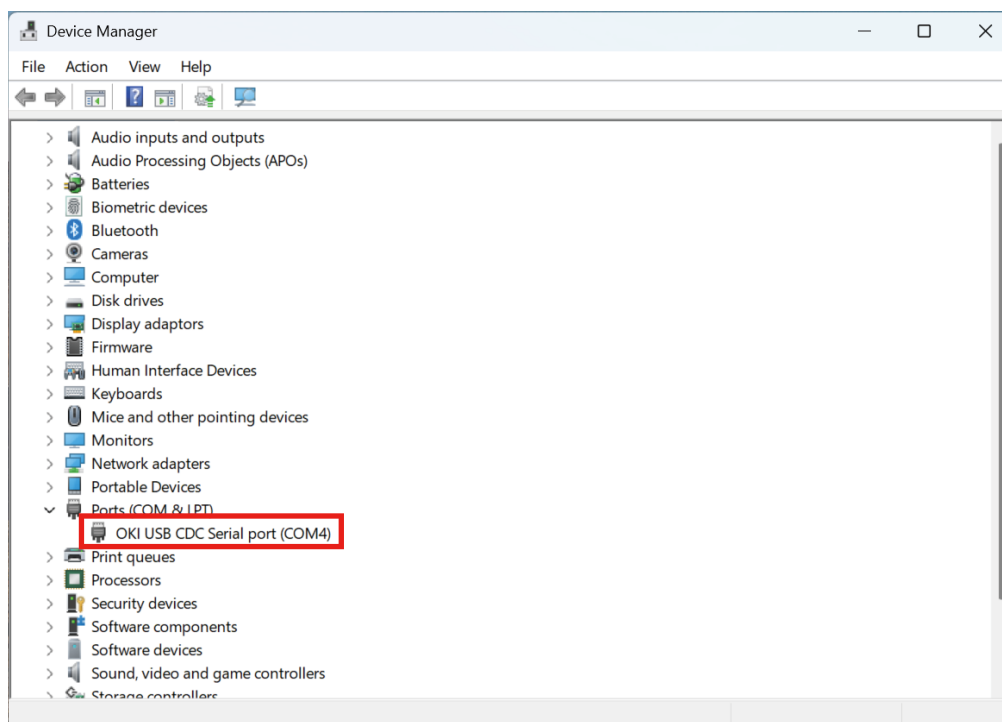 Device Manager
File Action View Help
Audio inputs and outputs
Audio Processing Objects (APOs)
Batteries
Biometric devices
Bluetooth
Cameras
Computer
Disk drives
Display adaptors
Firmware
Human Interface Devices
Keyboards
Mice and other pointing devices
Monitors
Network adapters
Portable Devices
Ports (COM & LPT)
OKI USB CDC Serial port (COM4)
Print queues
Processors
Security devices
Software components
Software devices
Sound, video and game controllers
Storage controllers